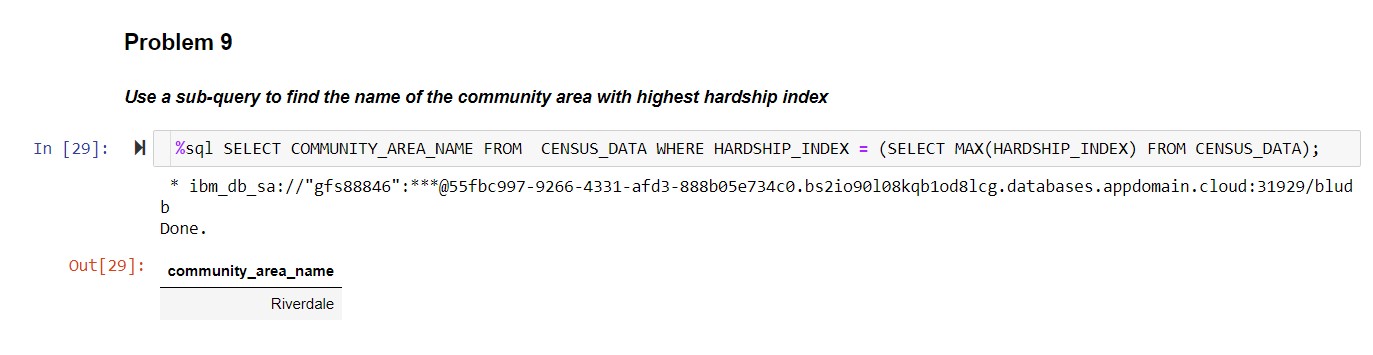 Problem 9
Use a sub-query to find the name of the community area with highest hardship index
In [29]: %sql SELECT COMMUNITY_AREA_NAME FROM  CENSUS_DATA WHERE HARDSHIP_INDEX = (SELECT MAX(HARDSHIP_INDEX) FROM CENSUS_DATA);
* ibm_db_sa://"gfs88846":***@55fbc997-9266-4331-afd3-888b05e734c0.bs2io90l08kqb1od8lcg.databases.appdomain.cloud:31929/blud
b
Done.
Out[29]: community_area_name
Riverdale